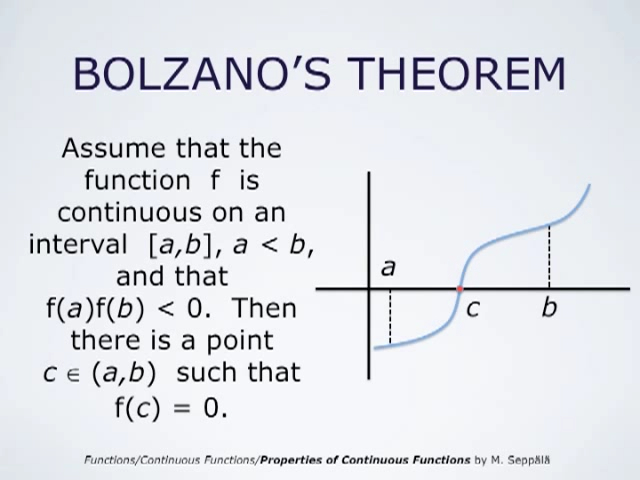 BOLZANO'S THEOREM
Assume that the
function f is
continuous on an
interval [a,b], a < b,
and that
f(a)f(b) < 0. Then
there is a point
c ∈ (a,b) such that
f(c) = 0.
a
c
b
Functions/Continuous Functions/Properties of Continuous Functions by M. Seppälä